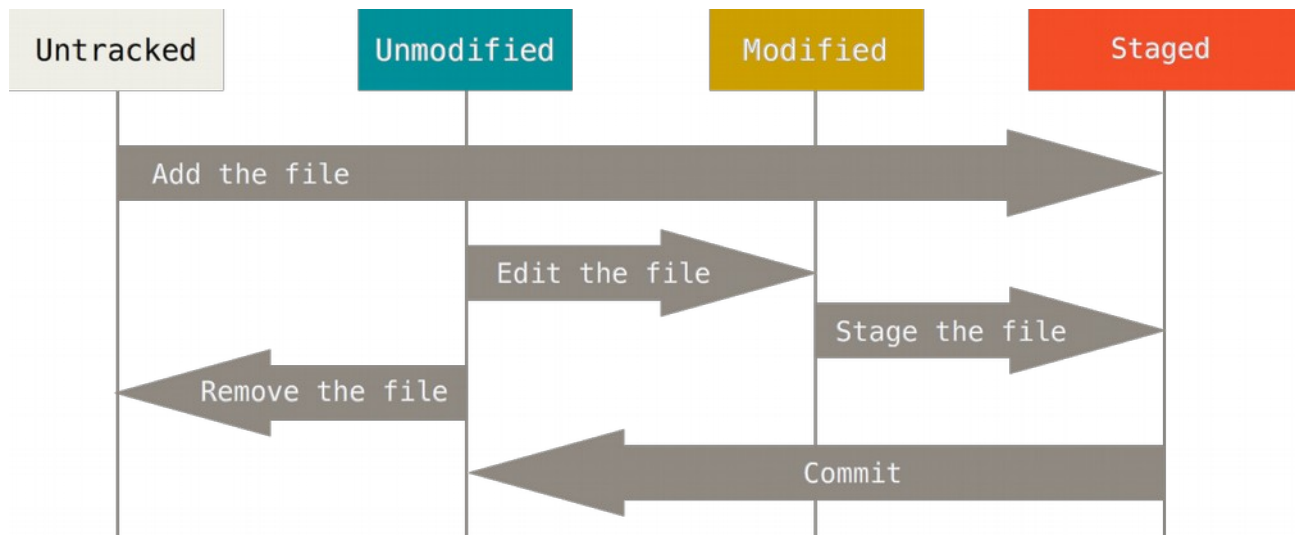 Untracked
Unmodified
Modified
Staged
Add the file
Edit the file
Stage the file
Remove the file
Commit